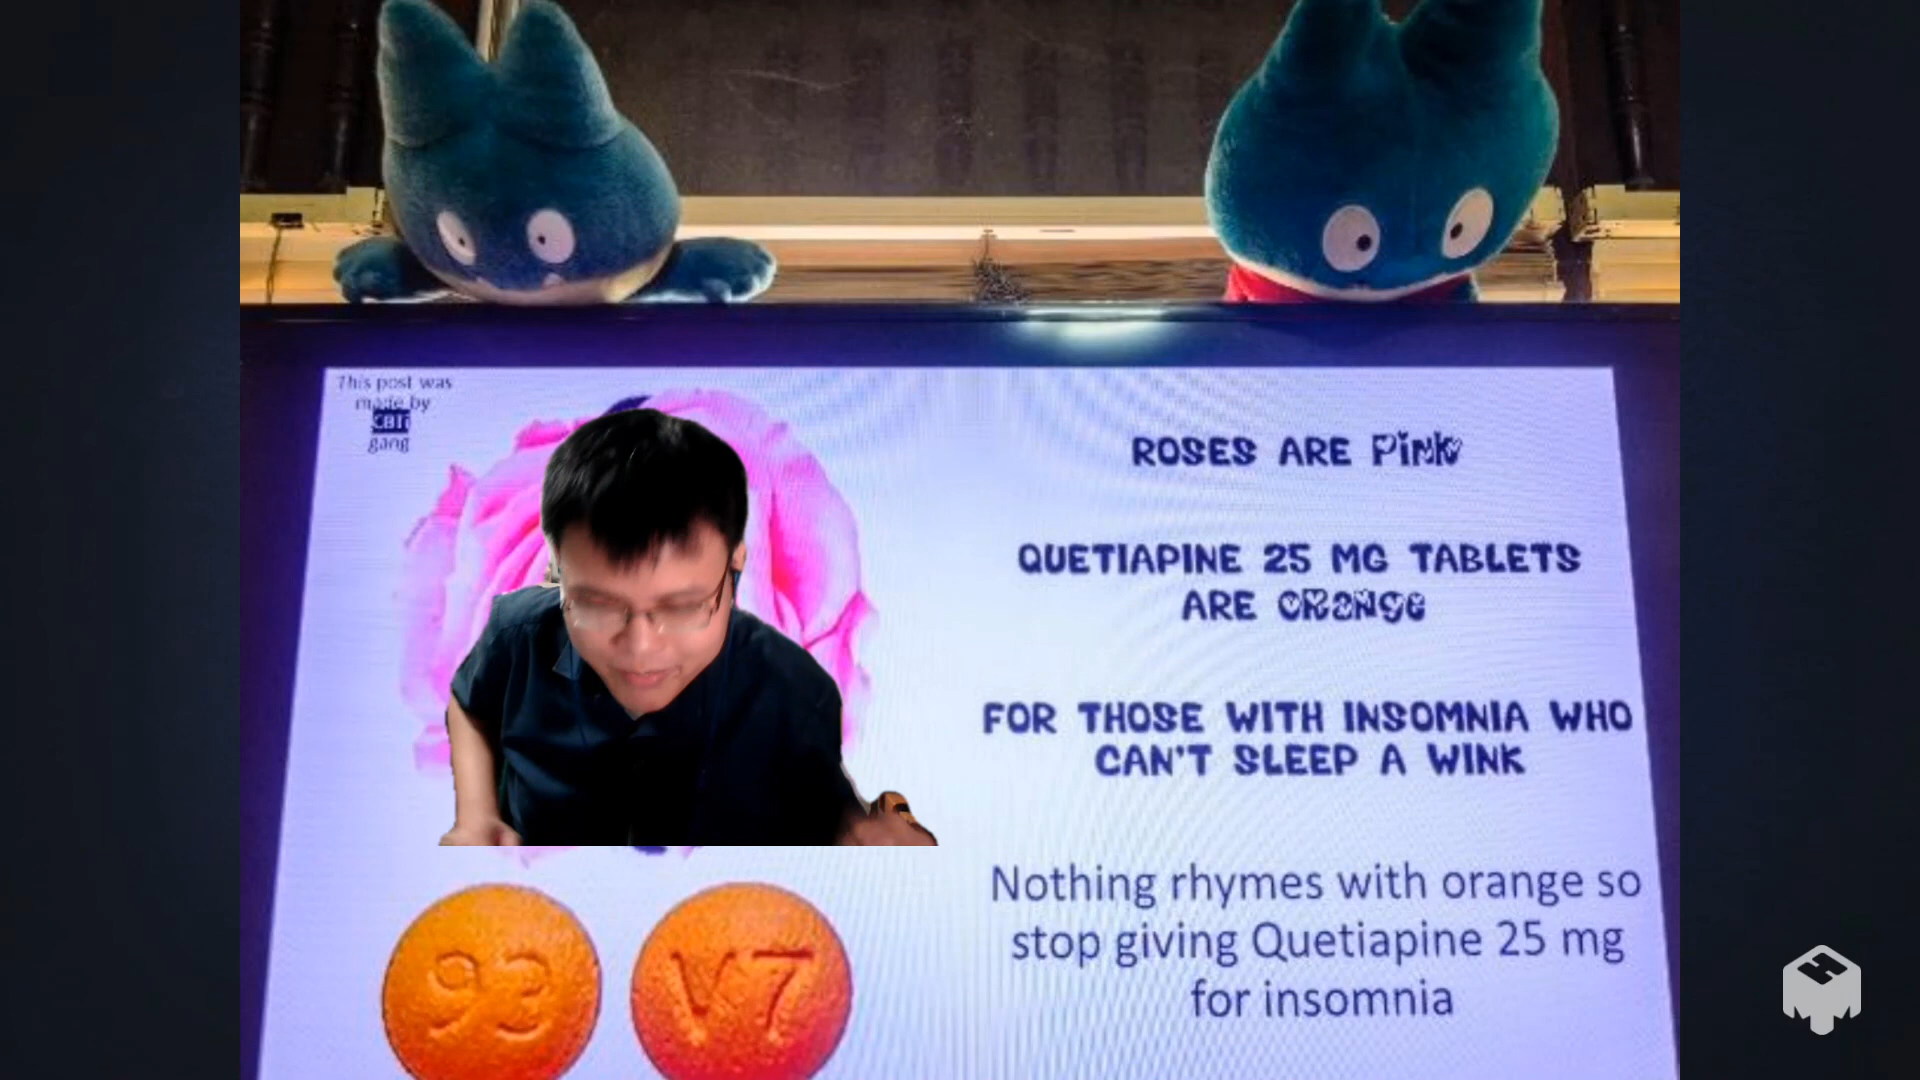 This post was
made by
CBTi
gang
ROSES ARE Pink
QUETIAPINE 25 MG TABLETS
ARE ORaNge
FOR THOSE WITH INSOMNIA WHO
CAN'T SLEEP A WINK
Nothing rhymes with orange so
stop giving Quetiapine 25 mg
for insomnia
93
V7